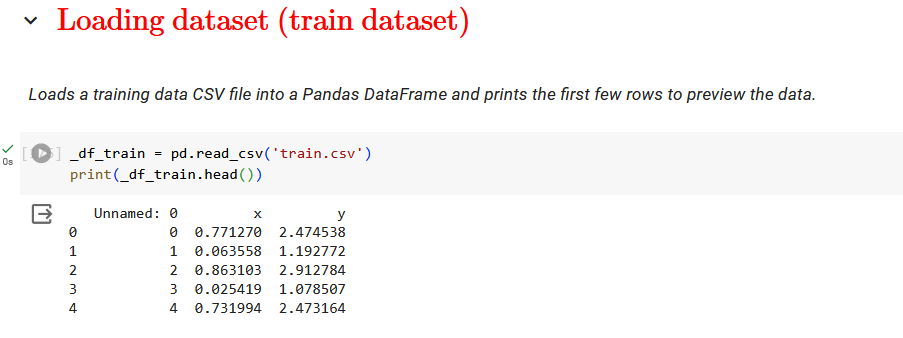 Loading dataset (train dataset)
Loads a training data CSV file into a Pandas DataFrame and prints the first few rows to preview the data.
_df_train = pd.read_csv('train.csv')
0s
print(_df_train.head())
Unnamed: 0 x y
0 0 0.771270 2.474538
1 1 0.063558 1.192772
2 2 0.863103 2.912784
3 3 0.025419 1.078507
4 4 0.731994 2.473164